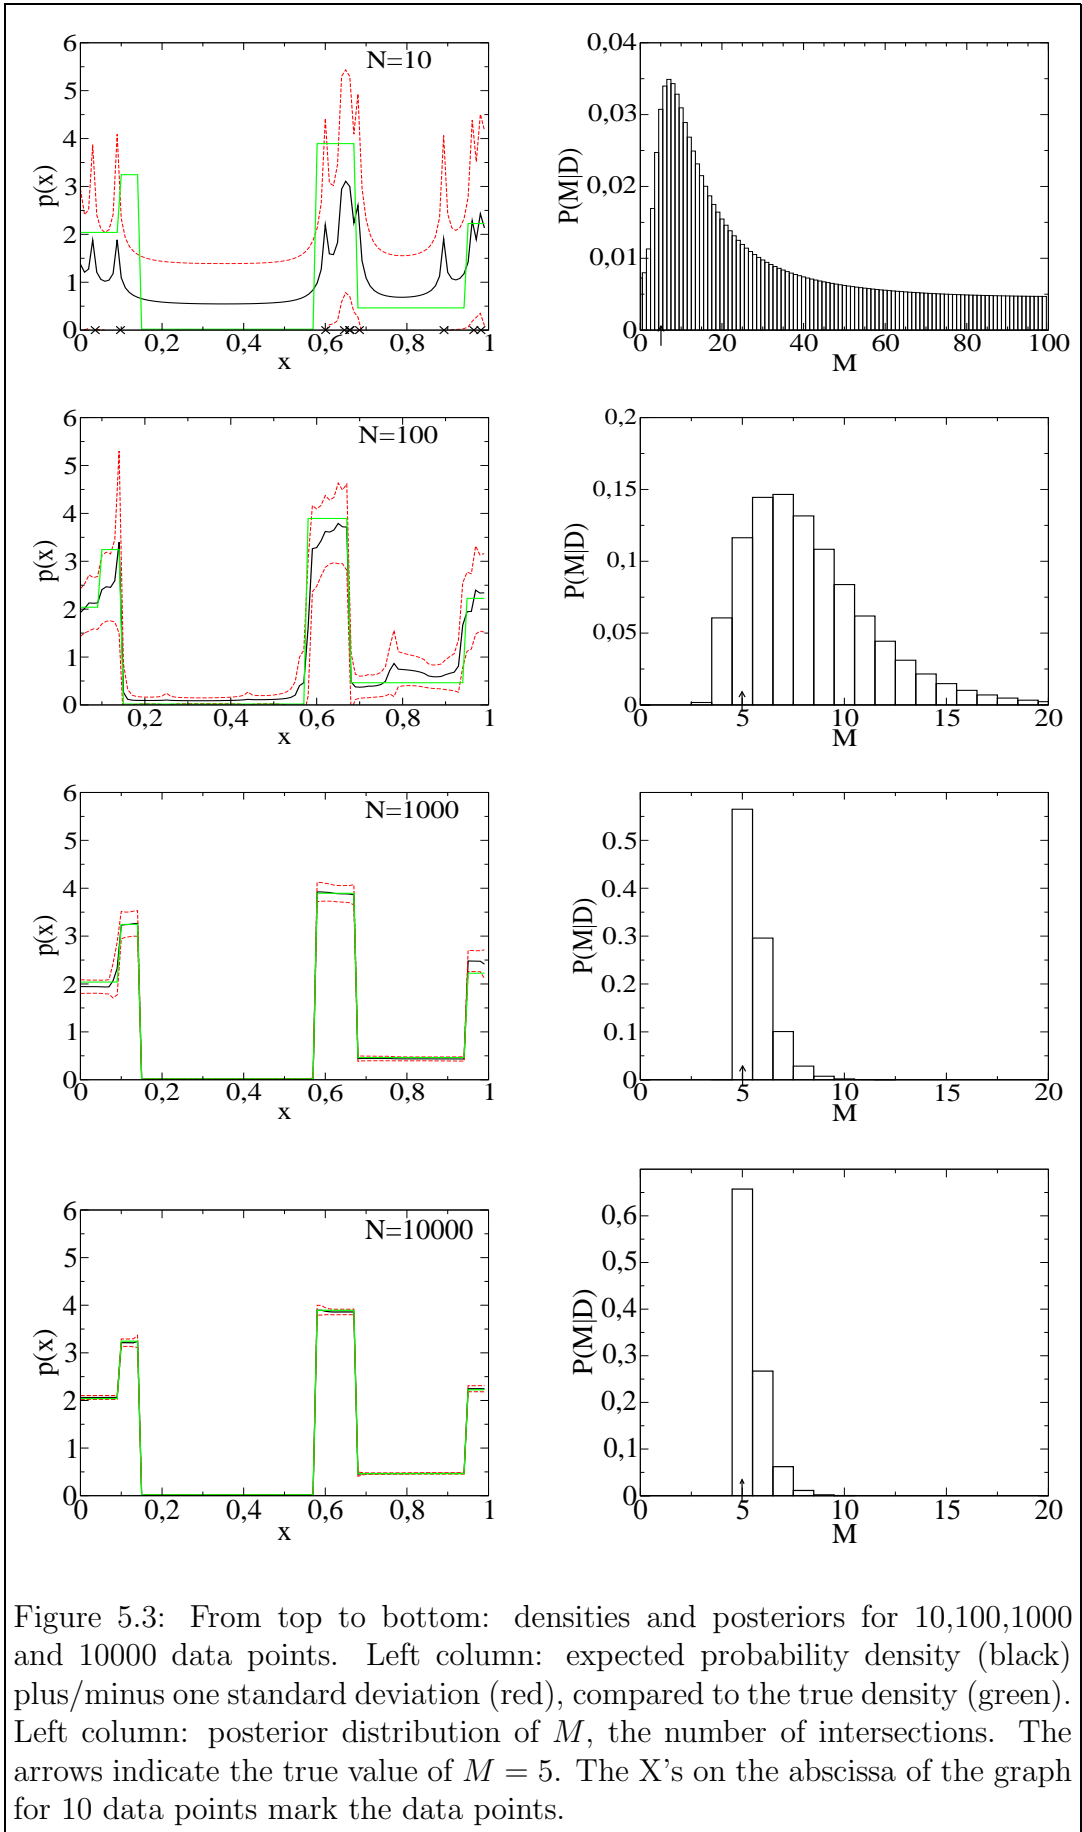 N=10
6
5
4
3
2
1
0
p(x)
0 0,2 0,4 0,6 0,8 1
x
0,04
0,03
0,02
0,01
0
P(M|D)
0 20 40 60 80 100
M
N=100
6
5
4
3
2
1
0
p(x)
0,2 0,4 0,6 0,8 1
x
0,2
0,15
0,1
0,05
0
P(M|D)
0 5 10 15 20
M
N=1000
6
5
4
3
2
1
0
p(x)
0 0,2 0,4 0,6 0,8 1
x
0.5
0.4
0.3
0.2
0.1
0
P(M|D)
0 5 10 15 20
M
N=10000
6
5
4
3
2
1
0
p(x)
0 0,2 0,4 0,6 0,8 1
x
0,6
0,5
0,4
0,3
0,2
0,1
0
P(M|D)
0 5 10 15 20
M
Figure 5.3: From top to bottom: densities and posteriors for 10,100,1000
and 10000 data points. Left column: expected probability density (black)
plus/minus one standard deviation (red), compared to the true density (green).
Left column: posterior distribution of M, the number of intersections. The
arrows indicate the true value of M = 5. The X's on the abscissa of the graph
for 10 data points mark the data points.